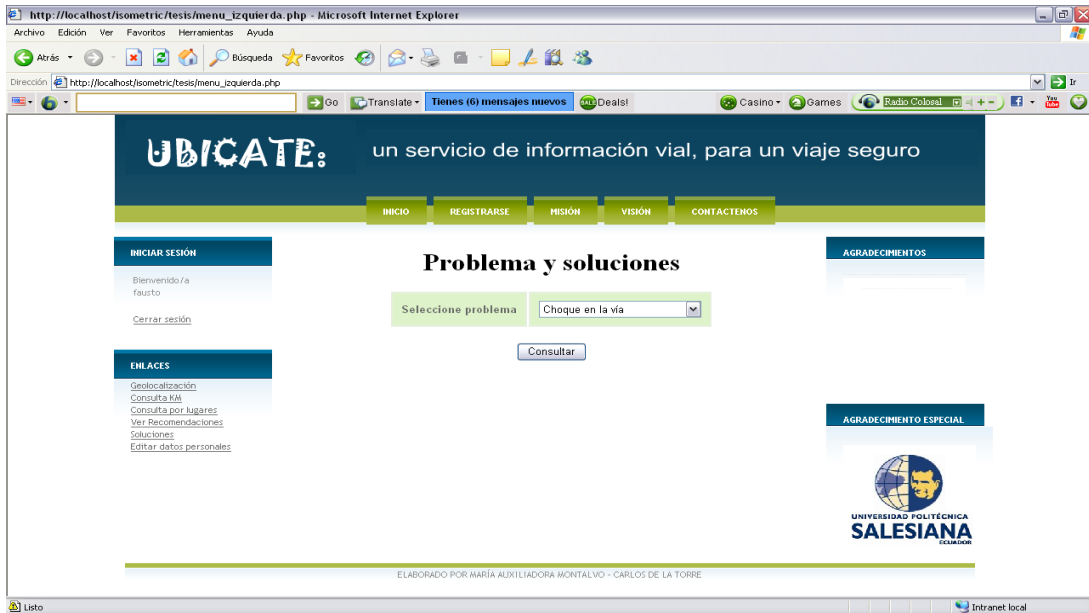 http://localhost/isometric/tesis/menu_izquierda.php - Microsoft Internet Explorer
Archivo Edición Ver Favoritos Herramientas Ayuda
Atrás Búsqueda Favoritos
Dirección http://localhost/isometric/tesis/menu_izquierda.php Ir
Go Translate Tienes (6) mensajes nuevos SALE Deals! Casino Games Radio Colosal You Tube
UBICATE: un servicio de información vial, para un viaje seguro
INICIO REGISTRARSE MISIÓN VISIÓN CONTACTENOS
INICIAR SESIÓN
Bienvenido/a
fausto
Cerrar sesión
ENLACES
Geolocalización
Consulta KM
Consulta por lugares
Ver Recomendaciones
Soluciones
Editar datos personales
Problema y soluciones
Seleccione problema Choque en la vía
Consultar
AGRADECIMIENTOS
AGRADECIMIENTO ESPECIAL
UNIVERSIDAD POLITÉCNICA
SALESIANA
ECUADOR
ELABORADO POR MARÍA AUXILIADORA MONTALVO - CARLOS DE LA TORRE
Listo Intranet local